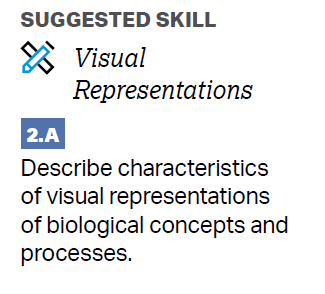 SUGGESTED SKILL
Visual
Representations
2.A
Describe characteristics
of visual representations
of biological concepts and
processes.